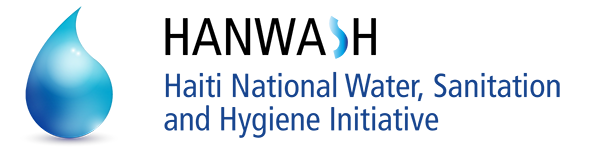 HANWASH
Haiti National Water, Sanitation
and Hygiene Initiative